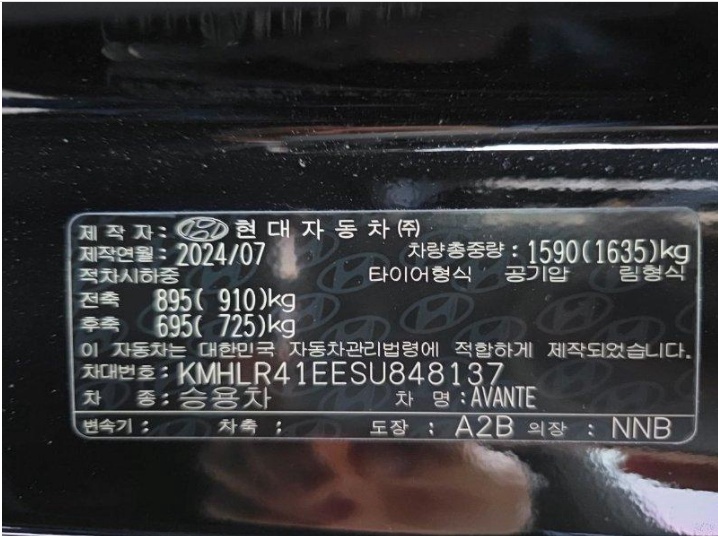 제 작 자 : 현대자동차㈜
제작연월 : 2024/07 차량총중량 : 1590(1635)kg
적차시하중 타이어형식 공기압 림형식
전축 895( 910)kg
후축 695( 725)kg
이 자동차는 대한민국 자동차관리법령에 적합하게 제작되었습니다.
차대번호 : KMHLR41EESU848137
차 종 : 승용차 차 명 : AVANTE
변속기 : 차축 : 도장 : A2B 의장 : NNB